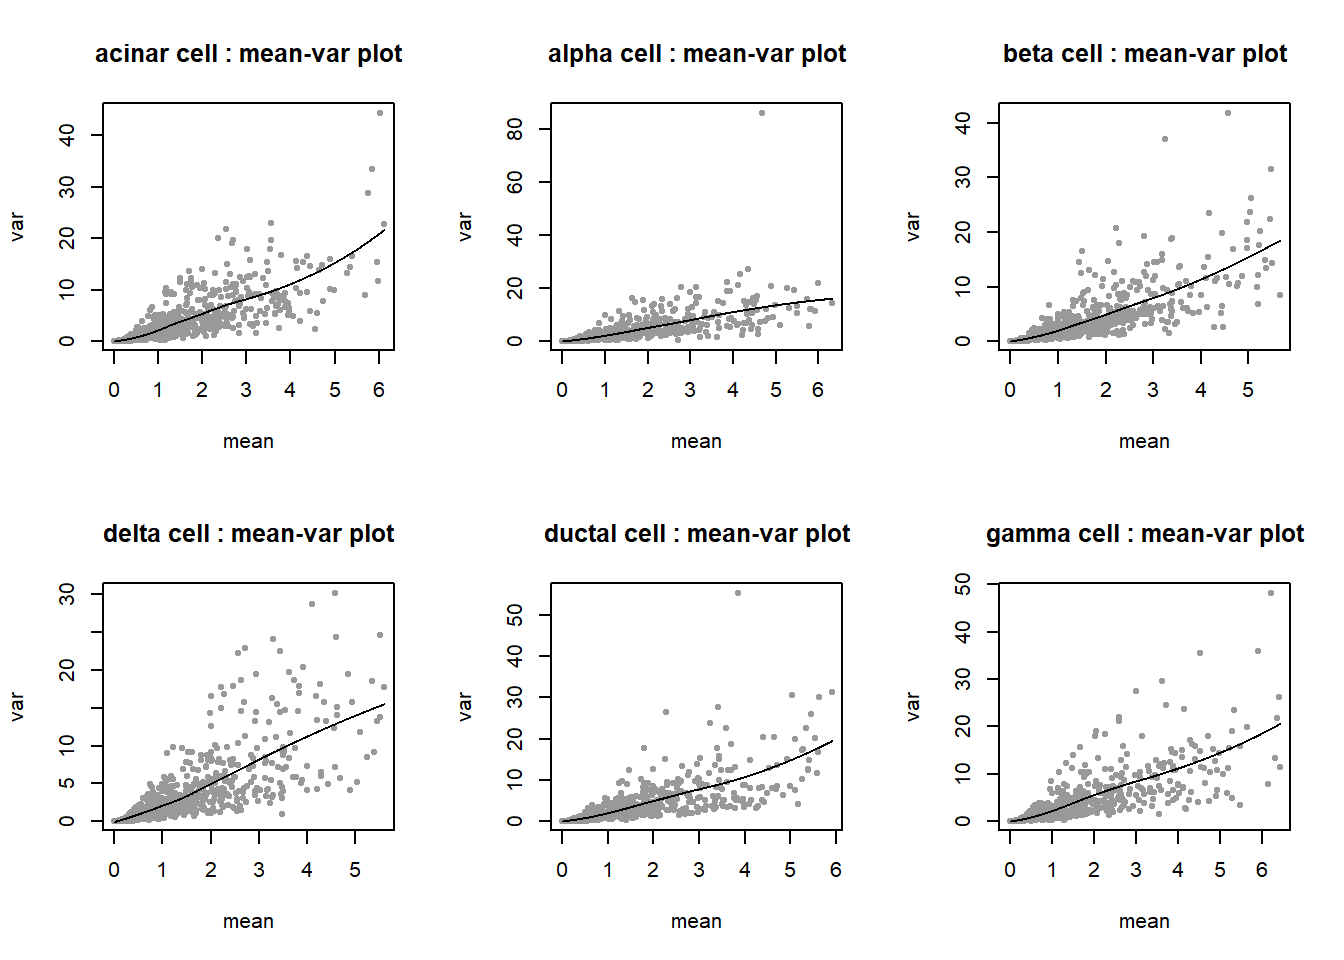 acinar cell : mean-var plot
var
0 10 20 30 40
0 1 2 3 4 5 6
mean
alpha cell : mean-var plot
var
0 20 40 60 80
0 1 2 3 4 5 6
mean
beta cell : mean-var plot
var
0 10 20 30 40
0 1 2 3 4 5
mean
delta cell : mean-var plot
var
0 5 10 20 30
0 1 2 3 4 5
mean
ductal cell : mean-var plot
var
0 10 20 30 40 50
0 1 2 3 4 5 6
mean
gamma cell : mean-var plot
var
0 10 20 30 40 50
0 1 2 3 4 5 6
mean